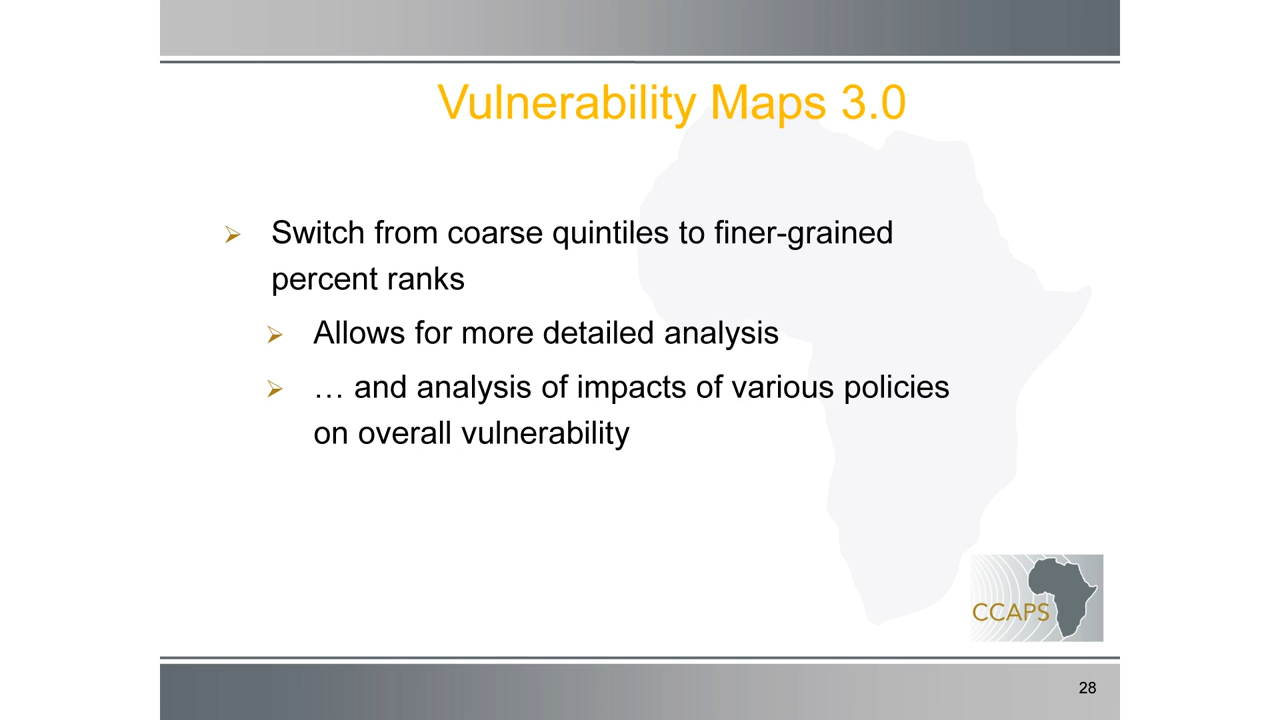 Vulnerability Maps 3.0
Switch from coarse quintiles to finer-grained
percent ranks
Allows for more detailed analysis
… and analysis of impacts of various policies
on overall vulnerability
CCAPS
28